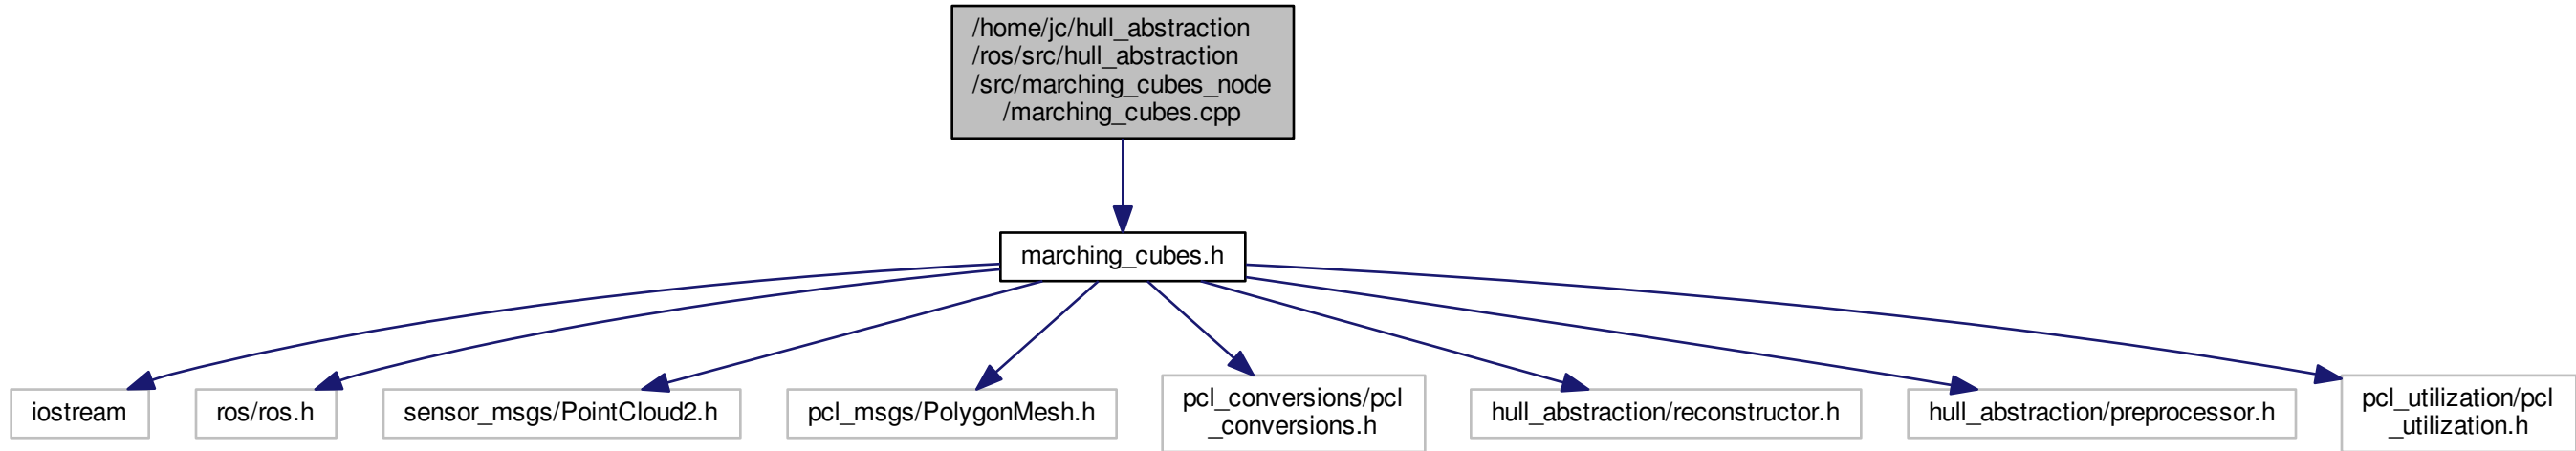 /home/jc/hull_abstraction
/ros/src/hull_abstraction
/src/marching_cubes_node
/marching_cubes.cpp
marching_cubes.h
iostream
ros/ros.h
sensor_msgs/PointCloud2.h
pcl_msgs/PolygonMesh.h
pcl_conversions/pcl
_conversions.h
hull_abstraction/reconstructor.h
hull_abstraction/preprocessor.h
pcl_utilization/pcl
_utilization.h